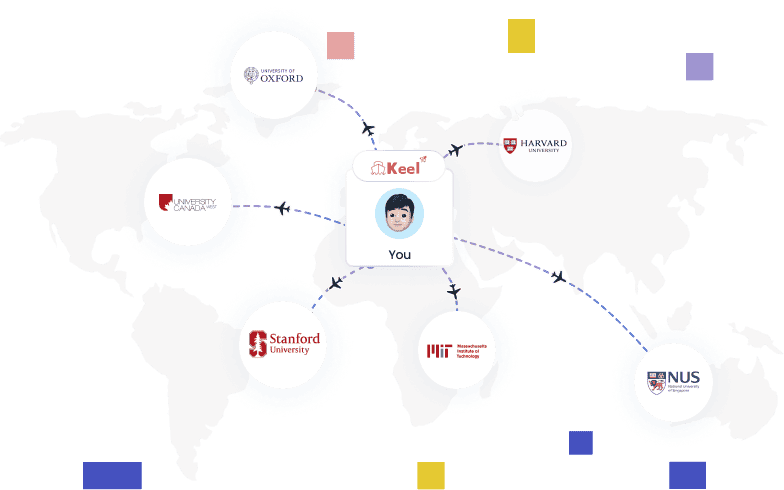 UNIVERSITY OF
OXFORD
HARVARD
UNIVERSITY
Keel
UNIVERSITY
CANADA WEST
You
Stanford
University
Massachusetts
Institute of
Technology
NUS
National University
of Singapore